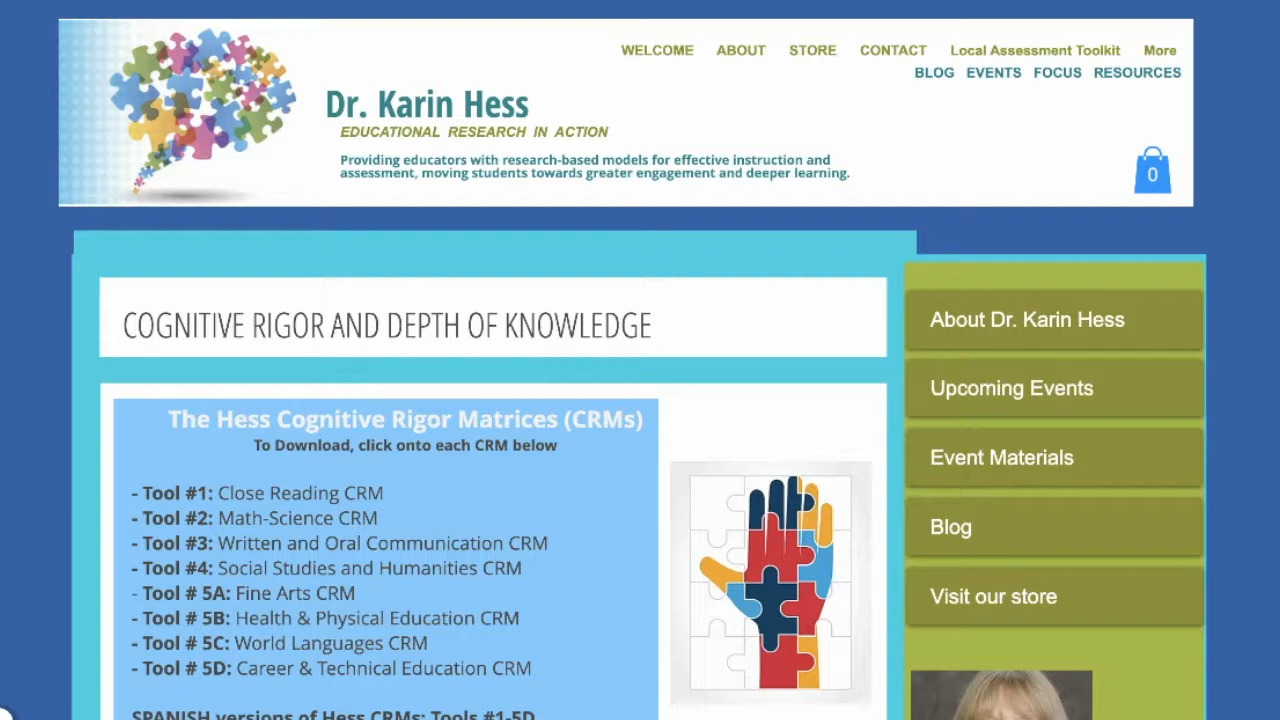 WELCOME ABOUT STORE CONTACT Local Assessment Toolkit More
BLOG EVENTS FOCUS RESOURCES
Dr. Karin Hess
EDUCATIONAL RESEARCH IN ACTION
Providing educators with research-based models for effective instruction and
assessment, moving students towards greater engagement and deeper learning.
0
COGNITIVE RIGOR AND DEPTH OF KNOWLEDGE
The Hess Cognitive Rigor Matrices (CRMs)
To Download, click onto each CRM below
- Tool #1: Close Reading CRM
- Tool #2: Math-Science CRM
- Tool #3: Written and Oral Communication CRM
- Tool #4: Social Studies and Humanities CRM
- Tool # 5A: Fine Arts CRM
- Tool # 5B: Health & Physical Education CRM
- Tool # 5C: World Languages CRM
- Tool # 5D: Career & Technical Education CRM
SPANISH versions of Hess CRMs: Tools #1-5D
About Dr. Karin Hess
Upcoming Events
Event Materials
Blog
Visit our store